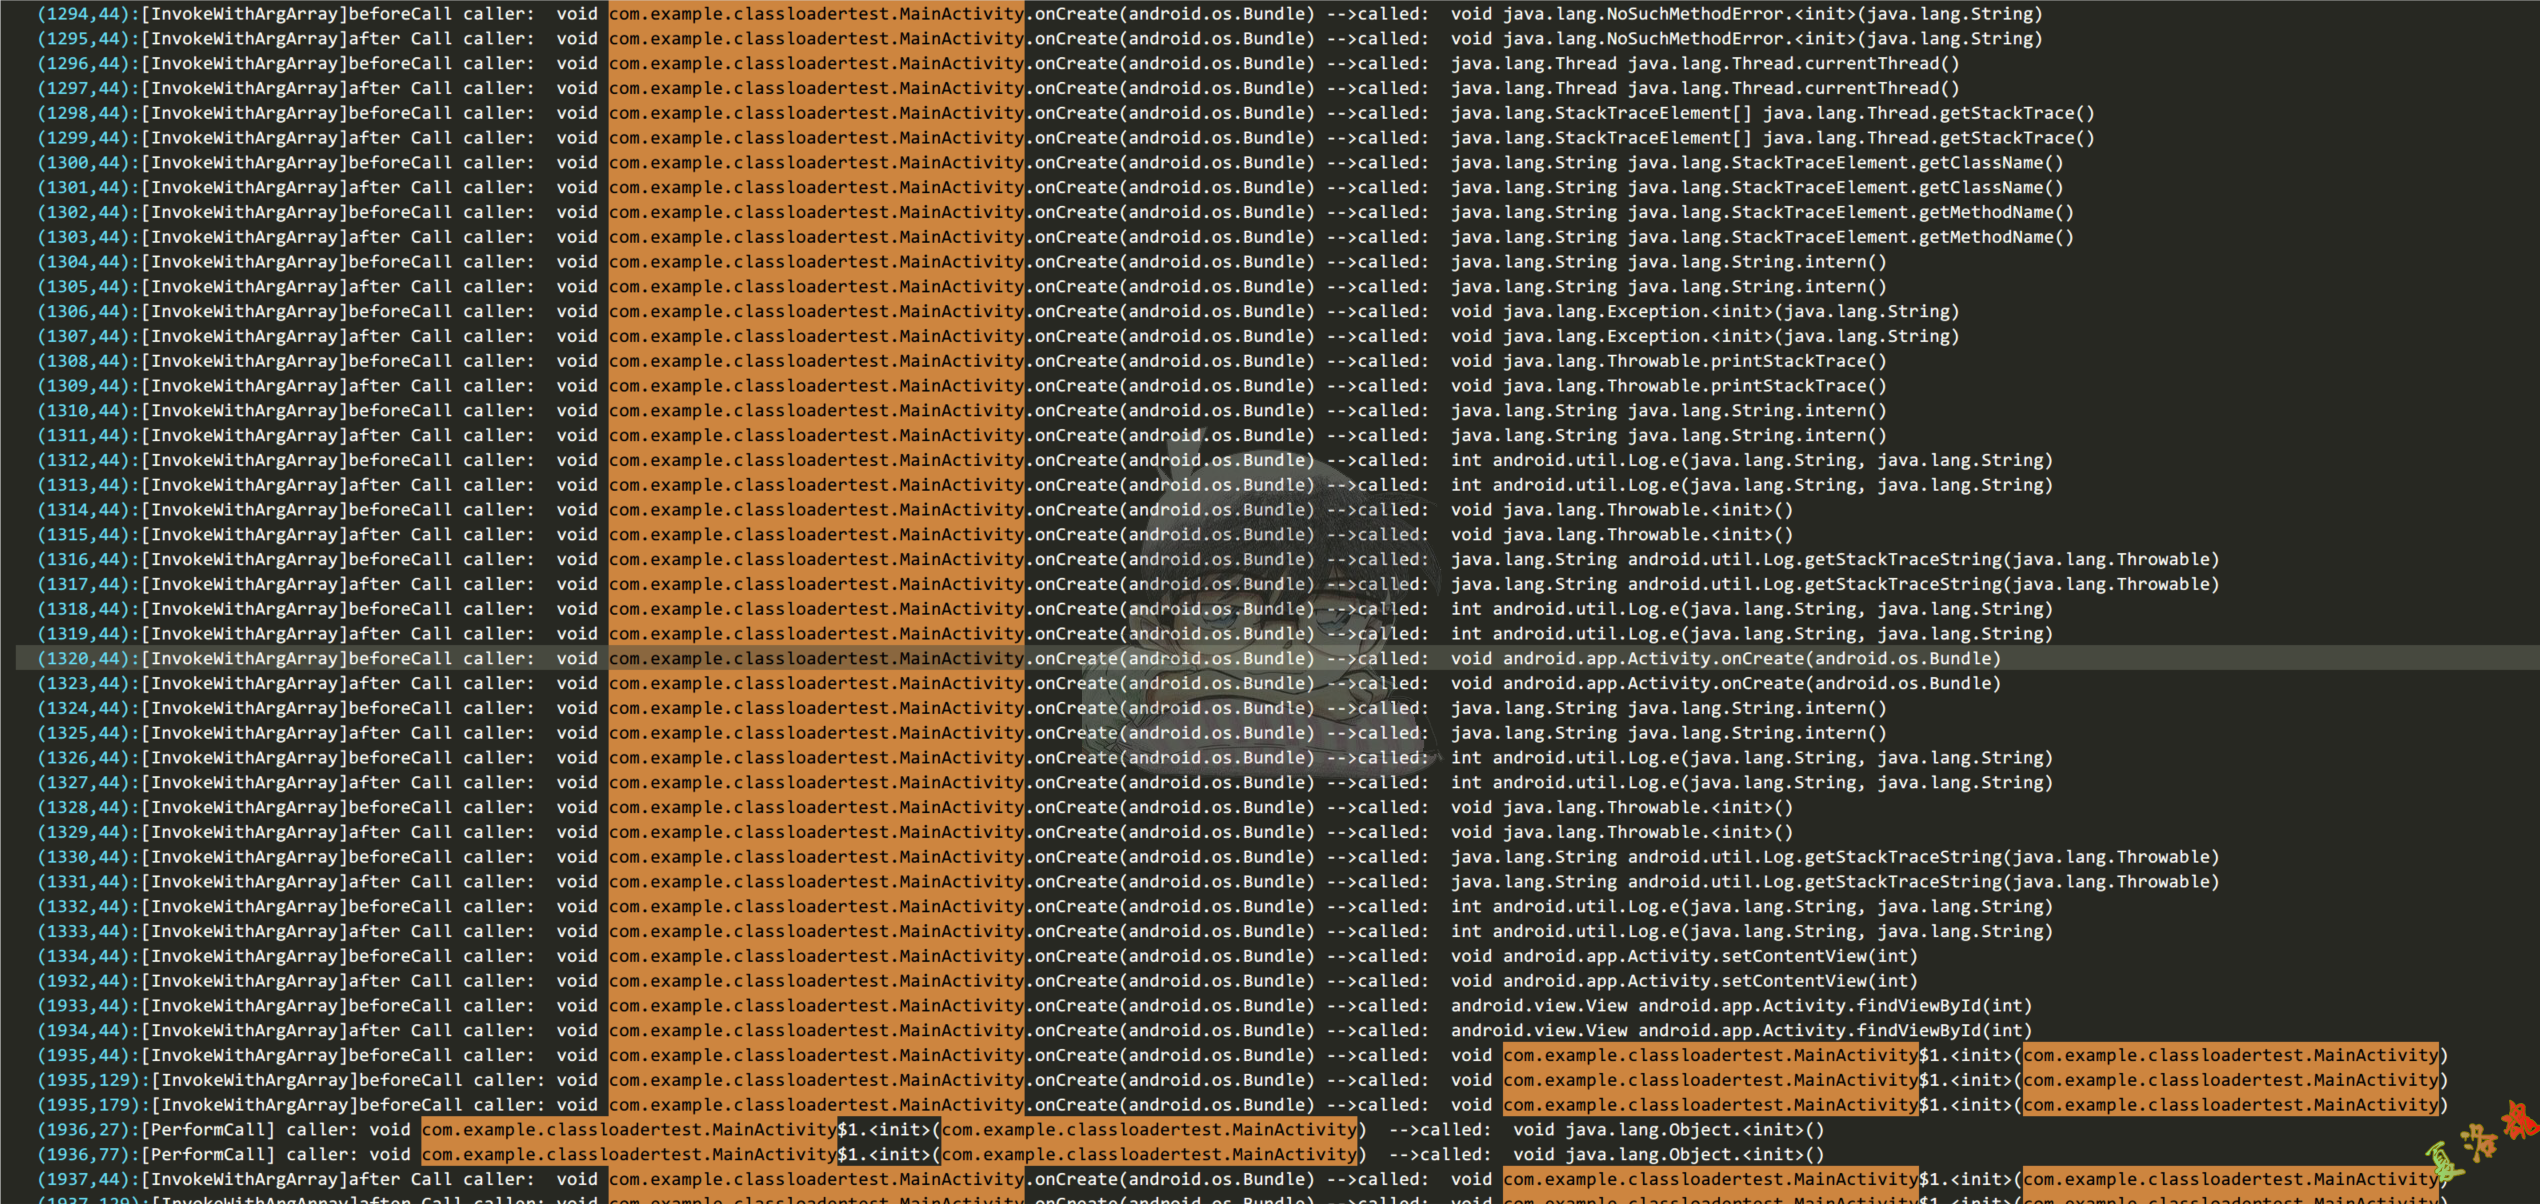 (1294,44):[InvokeWithArgArray]beforeCall caller:  void com.example.classloadertest.MainActivity.onCreate(android.os.Bundle) -->called:  void java.lang.NoSuchMethodError.<init>(java.lang.String)
(1295,44):[InvokeWithArgArray]after Call caller:  void com.example.classloadertest.MainActivity.onCreate(android.os.Bundle) -->called:  void java.lang.NoSuchMethodError.<init>(java.lang.String)
(1296,44):[InvokeWithArgArray]beforeCall caller:  void com.example.classloadertest.MainActivity.onCreate(android.os.Bundle) -->called:  java.lang.Thread java.lang.Thread.currentThread()
(1297,44):[InvokeWithArgArray]after Call caller:  void com.example.classloadertest.MainActivity.onCreate(android.os.Bundle) -->called:  java.lang.Thread java.lang.Thread.currentThread()
(1298,44):[InvokeWithArgArray]beforeCall caller:  void com.example.classloadertest.MainActivity.onCreate(android.os.Bundle) -->called:  java.lang.StackTraceElement[] java.lang.Thread.getStackTrace()
(1299,44):[InvokeWithArgArray]after Call caller:  void com.example.classloadertest.MainActivity.onCreate(android.os.Bundle) -->called:  java.lang.StackTraceElement[] java.lang.Thread.getStackTrace()
(1300,44):[InvokeWithArgArray]beforeCall caller:  void com.example.classloadertest.MainActivity.onCreate(android.os.Bundle) -->called:  java.lang.String java.lang.StackTraceElement.getClassName()
(1301,44):[InvokeWithArgArray]after Call caller:  void com.example.classloadertest.MainActivity.onCreate(android.os.Bundle) -->called:  java.lang.String java.lang.StackTraceElement.getClassName()
(1302,44):[InvokeWithArgArray]beforeCall caller:  void com.example.classloadertest.MainActivity.onCreate(android.os.Bundle) -->called:  java.lang.String java.lang.StackTraceElement.getMethodName()
(1303,44):[InvokeWithArgArray]after Call caller:  void com.example.classloadertest.MainActivity.onCreate(android.os.Bundle) -->called:  java.lang.String java.lang.StackTraceElement.getMethodName()
(1304,44):[InvokeWithArgArray]beforeCall caller:  void com.example.classloadertest.MainActivity.onCreate(android.os.Bundle) -->called:  java.lang.String java.lang.String.intern()
(1305,44):[InvokeWithArgArray]after Call caller:  void com.example.classloadertest.MainActivity.onCreate(android.os.Bundle) -->called:  java.lang.String java.lang.String.intern()
(1306,44):[InvokeWithArgArray]beforeCall caller:  void com.example.classloadertest.MainActivity.onCreate(android.os.Bundle) -->called:  void java.lang.Exception.<init>(java.lang.String)
(1307,44):[InvokeWithArgArray]after Call caller:  void com.example.classloadertest.MainActivity.onCreate(android.os.Bundle) -->called:  void java.lang.Exception.<init>(java.lang.String)
(1308,44):[InvokeWithArgArray]beforeCall caller:  void com.example.classloadertest.MainActivity.onCreate(android.os.Bundle) -->called:  void java.lang.Throwable.printStackTrace()
(1309,44):[InvokeWithArgArray]after Call caller:  void com.example.classloadertest.MainActivity.onCreate(android.os.Bundle) -->called:  void java.lang.Throwable.printStackTrace()
(1310,44):[InvokeWithArgArray]beforeCall caller:  void com.example.classloadertest.MainActivity.onCreate(android.os.Bundle) -->called:  java.lang.String java.lang.String.intern()
(1311,44):[InvokeWithArgArray]after Call caller:  void com.example.classloadertest.MainActivity.onCreate(android.os.Bundle) -->called:  java.lang.String java.lang.String.intern()
(1312,44):[InvokeWithArgArray]beforeCall caller:  void com.example.classloadertest.MainActivity.onCreate(android.os.Bundle) -->called:  int android.util.Log.e(java.lang.String, java.lang.String)
(1313,44):[InvokeWithArgArray]after Call caller:  void com.example.classloadertest.MainActivity.onCreate(android.os.Bundle) -->called:  int android.util.Log.e(java.lang.String, java.lang.String)
(1314,44):[InvokeWithArgArray]beforeCall caller:  void com.example.classloadertest.MainActivity.onCreate(android.os.Bundle) -->called:  void java.lang.Throwable.<init>()
(1315,44):[InvokeWithArgArray]after Call caller:  void com.example.classloadertest.MainActivity.onCreate(android.os.Bundle) -->called:  void java.lang.Throwable.<init>()
(1316,44):[InvokeWithArgArray]beforeCall caller:  void com.example.classloadertest.MainActivity.onCreate(android.os.Bundle) -->called:  java.lang.String android.util.Log.getStackTraceString(java.lang.Throwable)
(1317,44):[InvokeWithArgArray]after Call caller:  void com.example.classloadertest.MainActivity.onCreate(android.os.Bundle) -->called:  java.lang.String android.util.Log.getStackTraceString(java.lang.Throwable)
(1318,44):[InvokeWithArgArray]beforeCall caller:  void com.example.classloadertest.MainActivity.onCreate(android.os.Bundle) -->called:  int android.util.Log.e(java.lang.String, java.lang.String)
(1319,44):[InvokeWithArgArray]after Call caller:  void com.example.classloadertest.MainActivity.onCreate(android.os.Bundle) -->called:  int android.util.Log.e(java.lang.String, java.lang.String)
(1320,44):[InvokeWithArgArray]beforeCall caller:  void com.example.classloadertest.MainActivity.onCreate(android.os.Bundle) -->called:  void android.app.Activity.onCreate(android.os.Bundle)
(1323,44):[InvokeWithArgArray]after Call caller:  void com.example.classloadertest.MainActivity.onCreate(android.os.Bundle) -->called:  void android.app.Activity.onCreate(android.os.Bundle)
(1324,44):[InvokeWithArgArray]beforeCall caller:  void com.example.classloadertest.MainActivity.onCreate(android.os.Bundle) -->called:  java.lang.String java.lang.String.intern()
(1325,44):[InvokeWithArgArray]after Call caller:  void com.example.classloadertest.MainActivity.onCreate(android.os.Bundle) -->called:  java.lang.String java.lang.String.intern()
(1326,44):[InvokeWithArgArray]beforeCall caller:  void com.example.classloadertest.MainActivity.onCreate(android.os.Bundle) -->called:  int android.util.Log.e(java.lang.String, java.lang.String)
(1327,44):[InvokeWithArgArray]after Call caller:  void com.example.classloadertest.MainActivity.onCreate(android.os.Bundle) -->called:  int android.util.Log.e(java.lang.String, java.lang.String)
(1328,44):[InvokeWithArgArray]beforeCall caller:  void com.example.classloadertest.MainActivity.onCreate(android.os.Bundle) -->called:  void java.lang.Throwable.<init>()
(1329,44):[InvokeWithArgArray]after Call caller:  void com.example.classloadertest.MainActivity.onCreate(android.os.Bundle) -->called:  void java.lang.Throwable.<init>()
(1330,44):[InvokeWithArgArray]beforeCall caller:  void com.example.classloadertest.MainActivity.onCreate(android.os.Bundle) -->called:  java.lang.String android.util.Log.getStackTraceString(java.lang.Throwable)
(1331,44):[InvokeWithArgArray]after Call caller:  void com.example.classloadertest.MainActivity.onCreate(android.os.Bundle) -->called:  java.lang.String android.util.Log.getStackTraceString(java.lang.Throwable)
(1332,44):[InvokeWithArgArray]beforeCall caller:  void com.example.classloadertest.MainActivity.onCreate(android.os.Bundle) -->called:  int android.util.Log.e(java.lang.String, java.lang.String)
(1333,44):[InvokeWithArgArray]after Call caller:  void com.example.classloadertest.MainActivity.onCreate(android.os.Bundle) -->called:  int android.util.Log.e(java.lang.String, java.lang.String)
(1334,44):[InvokeWithArgArray]beforeCall caller:  void com.example.classloadertest.MainActivity.onCreate(android.os.Bundle) -->called:  void android.app.Activity.setContentView(int)
(1932,44):[InvokeWithArgArray]after Call caller:  void com.example.classloadertest.MainActivity.onCreate(android.os.Bundle) -->called:  void android.app.Activity.setContentView(int)
(1933,44):[InvokeWithArgArray]beforeCall caller:  void com.example.classloadertest.MainActivity.onCreate(android.os.Bundle) -->called:  android.view.View android.app.Activity.findViewById(int)
(1934,44):[InvokeWithArgArray]after Call caller:  void com.example.classloadertest.MainActivity.onCreate(android.os.Bundle) -->called:  android.view.View android.app.Activity.findViewById(int)
(1935,44):[InvokeWithArgArray]beforeCall caller:  void com.example.classloadertest.MainActivity.onCreate(android.os.Bundle) -->called:  void com.example.classloadertest.MainActivity$1.<init>(com.example.classloadertest.MainActivity)
(1935,129):[InvokeWithArgArray]beforeCall caller: void com.example.classloadertest.MainActivity.onCreate(android.os.Bundle) -->called:  void com.example.classloadertest.MainActivity$1.<init>(com.example.classloadertest.MainActivity)
(1935,179):[InvokeWithArgArray]beforeCall caller: void com.example.classloadertest.MainActivity.onCreate(android.os.Bundle) -->called:  void com.example.classloadertest.MainActivity$1.<init>(com.example.classloadertest.MainActivity)
(1936,27):[PerformCall] caller: void com.example.classloadertest.MainActivity$1.<init>(com.example.classloadertest.MainActivity)  -->called:  void java.lang.Object.<init>()
(1936,77):[PerformCall] caller: void com.example.classloadertest.MainActivity$1.<init>(com.example.classloadertest.MainActivity)  -->called:  void java.lang.Object.<init>()
(1937,44):[InvokeWithArgArray]after Call caller:  void com.example.classloadertest.MainActivity.onCreate(android.os.Bundle) -->called:  void com.example.classloadertest.MainActivity$1.<init>(com.example.classloadertest.MainActivity)